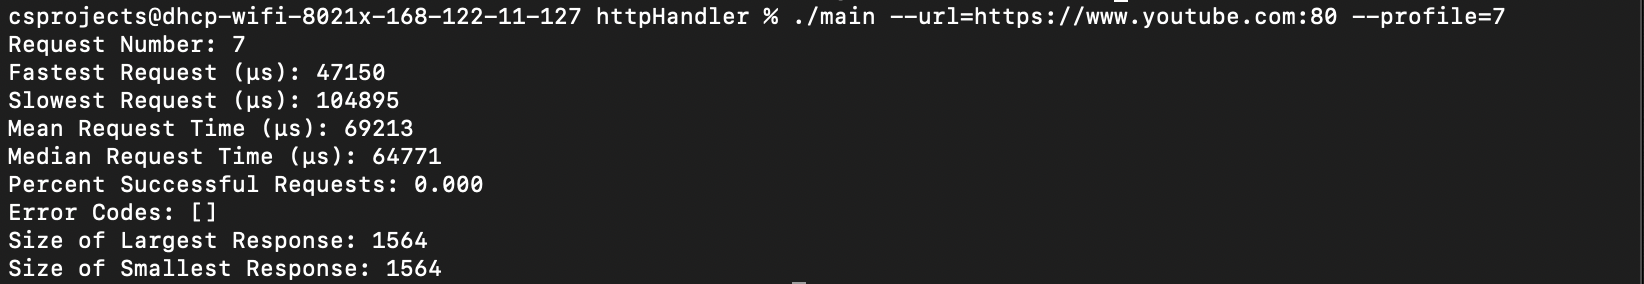 csprojects@dhcp-wifi-8021x-168-122-11-127 httpHandler % ./main --url=https://www.youtube.com:80 --profile=7
Request Number: 7
Fastest Request (µs): 47150
Slowest Request (µs): 104895
Mean Request Time (µs): 69213
Median Request Time (µs): 64771
Percent Successful Requests: 0.000
Error Codes: []
Size of Largest Response: 1564
Size of Smallest Response: 1564